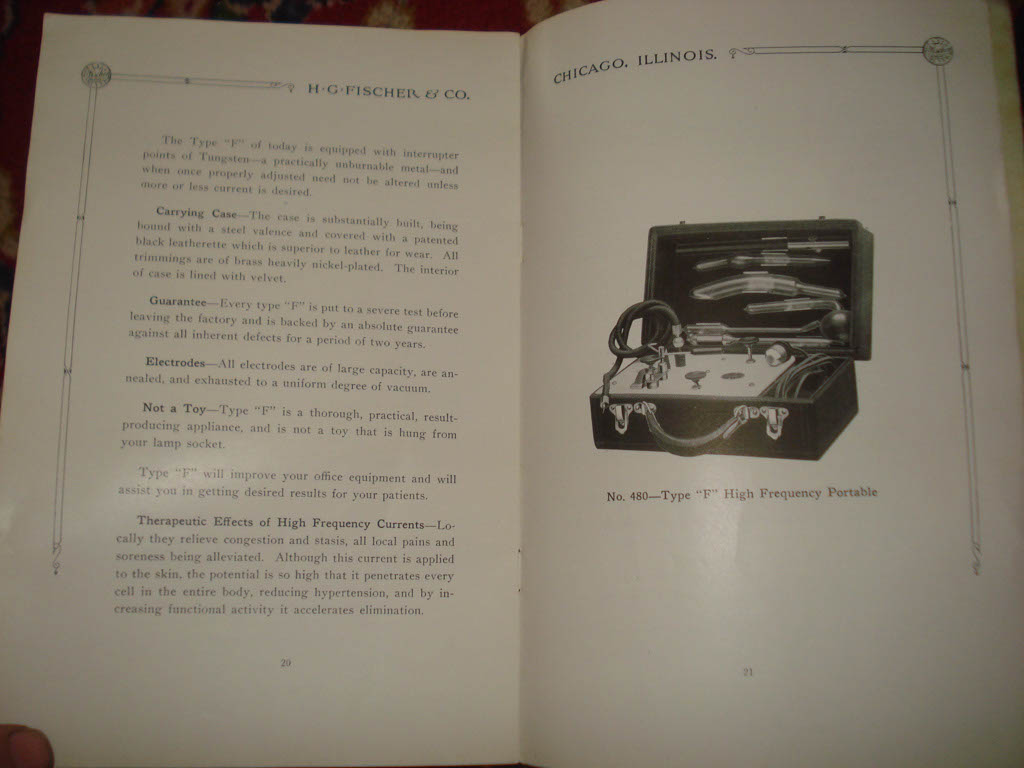 H·G·FISCHER & CO.
The Type "F" of today is equipped with interrupter
points of Tungsten—a practically unburnable metal—and
when once properly adjusted need not be altered unless
more or less current is desired.
Carrying Case—The case is substantially built, being
bound with a steel valence and covered with a patented
black leatherette which is superior to leather for wear. All
trimmings are of brass heavily nickel-plated. The interior
of case is lined with velvet.
Guarantee—Every type "F" is put to a severe test before
leaving the factory and is backed by an absolute guarantee
against all inherent defects for a period of two years.
Electrodes—All electrodes are of large capacity, are an-
nealed, and exhausted to a uniform degree of vacuum.
Not a Toy—Type "F" is a thorough, practical, result-
producing appliance, and is not a toy that is hung from
your lamp socket.
Type "F" will improve your office equipment and will
assist you in getting desired results for your patients.
Therapeutic Effects of High Frequency Currents—Lo-
cally they relieve congestion and stasis, all local pains and
soreness being alleviated. Although this current is applied
to the skin, the potential is so high that it penetrates every
cell in the entire body, reducing hypertension, and by in-
creasing functional activity it accelerates elimination.
20
CHICAGO, ILLINOIS.
No. 480—Type "F" High Frequency Portable
21